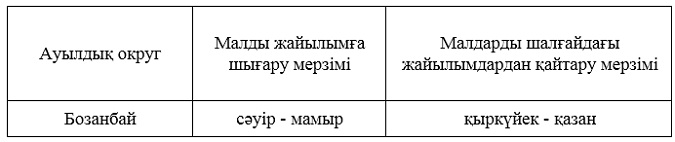 Ауылдық округ
Малды жайылымға
шығару мерзімі
Малдарды шалғайдағы
жайылымдардан қайтару мерзімі
Бозанбай
сәуір - мамыр
қыркүйек - қазан